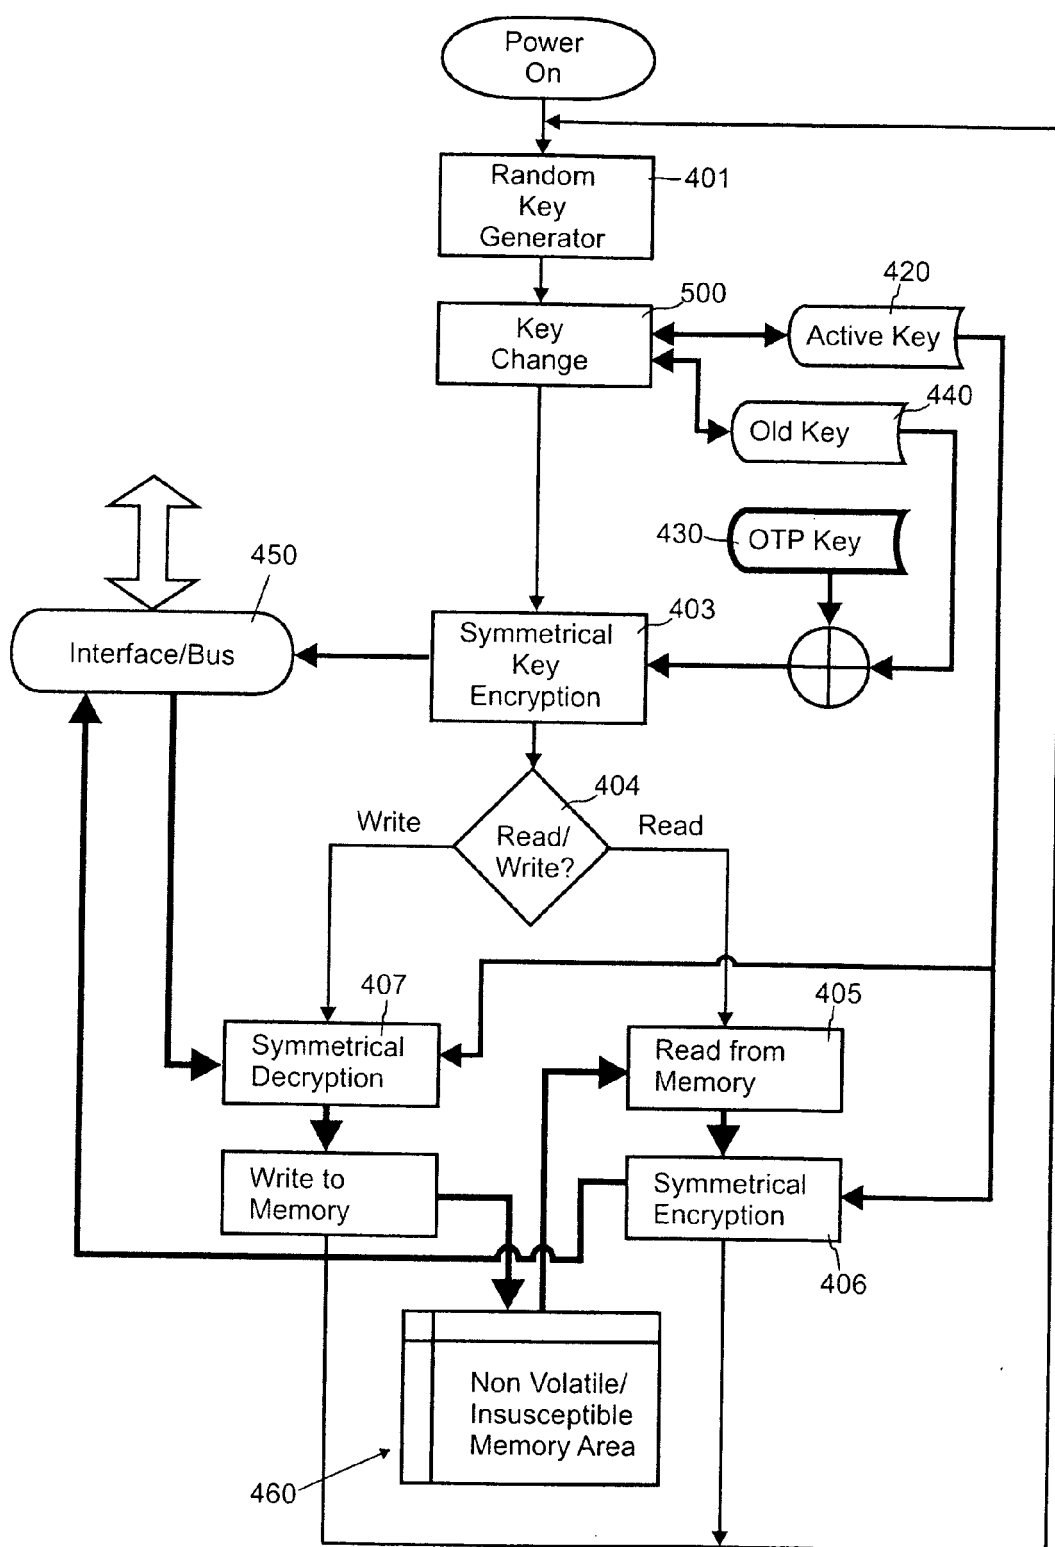 Power
On
Random
Key
Generator
401
500
Key
Change
420
Active Key
440
Old Key
430
OTP Key
450
Interface/Bus
403
Symmetrical
Key
Encryption
404
Write
Read
Read/
Write?
407
Symmetrical
Decryption
405
Read from
Memory
Write to
Memory
Symmetrical
Encryption
406
Non Volatile/
Insusceptible
Memory Area
460